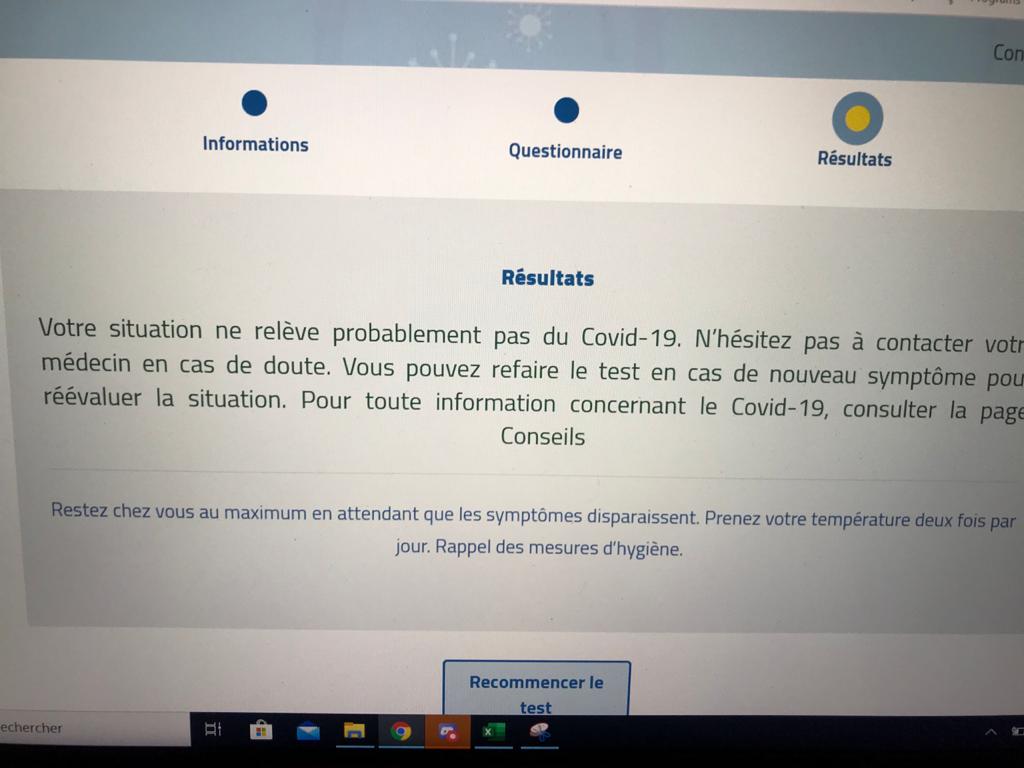 Informations
Questionnaire
Résultats
Résultats
Votre situation ne relève probablement pas du Covid-19. N'hésitez pas à contacter
médecin en cas de doute. Vous pouvez refaire le test en cas de nouveau symptôme
réévaluer la situation. Pour toute information concernant le Covid-19, consulter la page
Conseils
Restez chez vous au maximum en attendant que les symptômes disparaissent. Prenez votre température deux fois par
jour. Rappel des mesures d'hygiène.
Recommencer le
test
echercher